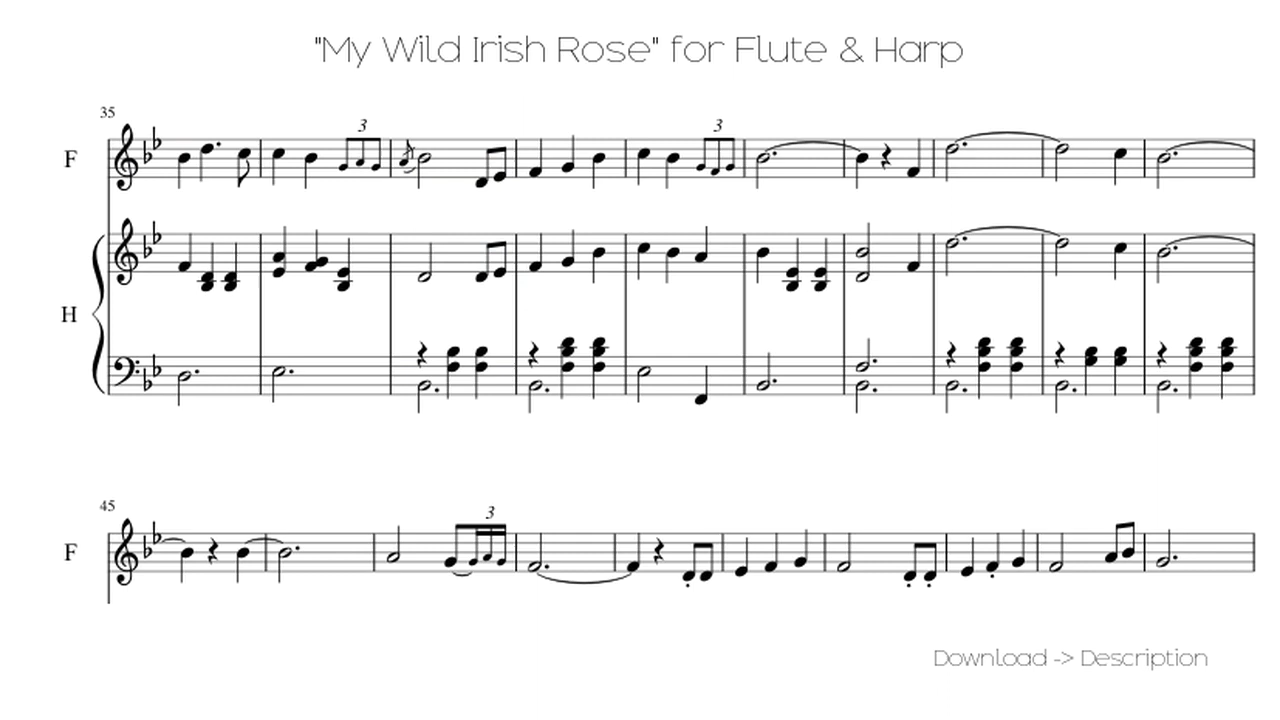 "My Wild Irish Rose" for Flute & Harp
35
3
3
F
H
45
3
F
Download -> Description